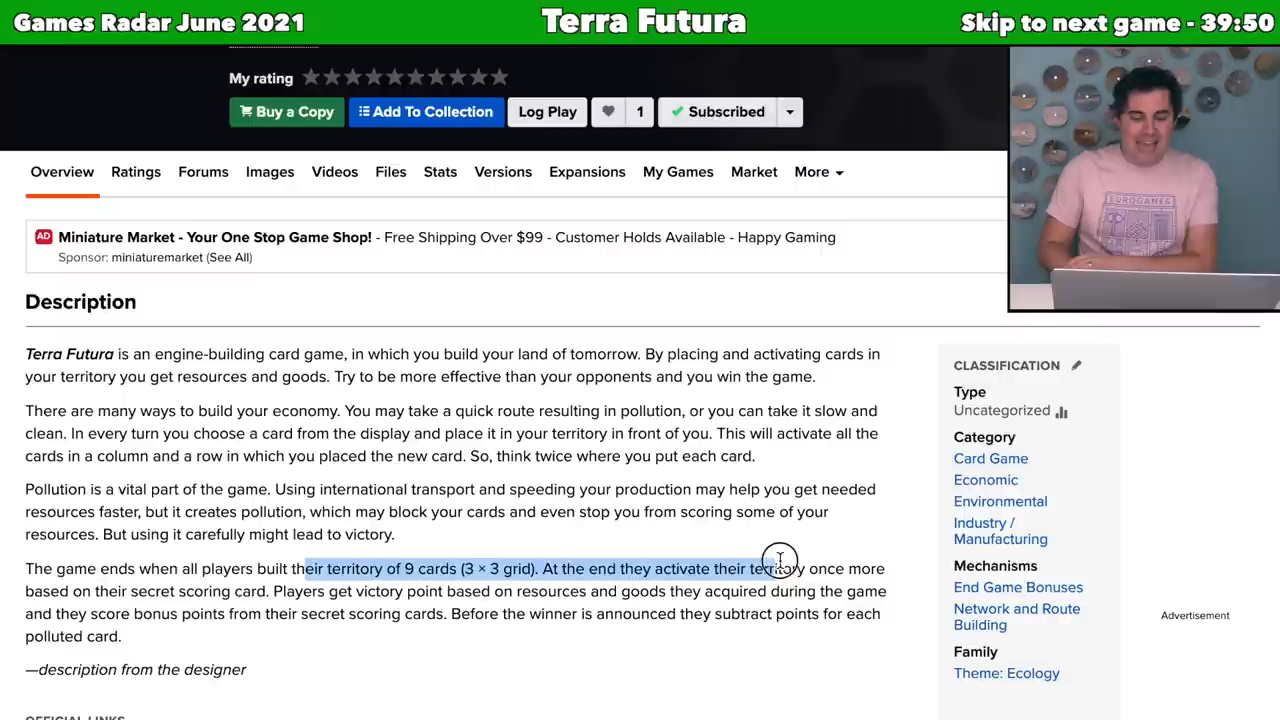 Games Radar June 2021
Terra Futura
Skip to next game - 39:50
My rating
Buy a Copy
Add To Collection
Log Play
1
Subscribed
Overview
Ratings
Forums
Images
Videos
Files
Stats
Versions
Expansions
My Games
Market
More
AD
Miniature Market - Your One Stop Game Shop! - Free Shipping Over $99 - Customer Holds Available - Happy Gaming
Sponsor: miniaturemarket (See All)
EUROGAMES
Description
Terra Futura is an engine-building card game, in which you build your land of tomorrow. By placing and activating cards in
your territory you get resources and goods. Try to be more effective than your opponents and you win the game.
There are many ways to build your economy. You may take a quick route resulting in pollution, or you can take it slow and
clean. In every turn you choose a card from the display and place it in your territory in front of you. This will activate all the
cards in a column and a row in which you placed the new card. So, think twice where you put each card.
Pollution is a vital part of the game. Using international transport and speeding your production may help you get needed
resources faster, but it creates pollution, which may block your cards and even stop you from scoring some of your
resources. But using it carefully might lead to victory.
The game ends when all players built their territory of 9 cards (3 × 3 grid). At the end they activate their territory once more
based on their secret scoring card. Players get victory point based on resources and goods they acquired during the game
and they score bonus points from their secret scoring cards. Before the winner is announced they subtract points for each
polluted card.
—description from the designer
OFFICIAL LINKS
CLASSIFICATION
Type
Uncategorized
Category
Card Game
Economic
Environmental
Industry /
Manufacturing
Mechanisms
End Game Bonuses
Network and Route
Building
Family
Theme: Ecology
Advertisement